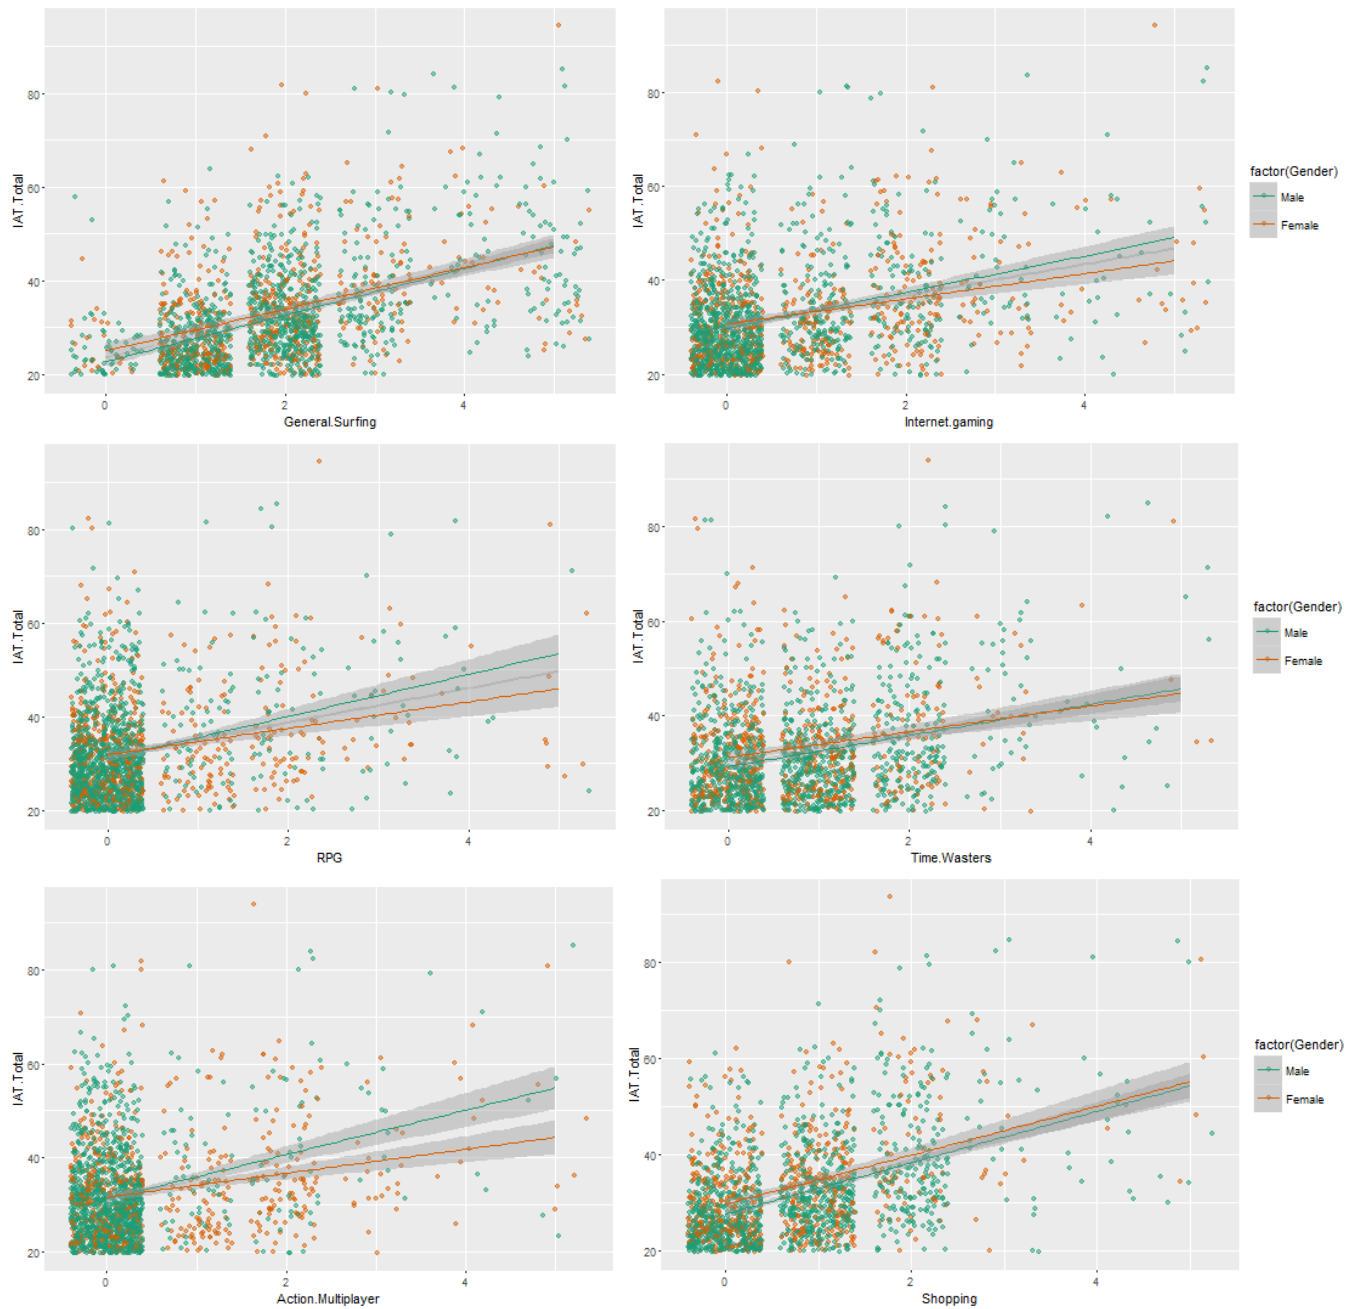 80
60
40
20
IAT.Total
0 2 4
General.Surfing
80
60
40
20
IAT.Total
0 2 4
Internet.gaming
factor(Gender)
Male
Female
80
60
40
20
IAT.Total
0 2 4
RPG
80
60
40
20
IAT.Total
0 2 4
Time.Wasters
factor(Gender)
Male
Female
80
60
40
20
IAT.Total
0 2 4
Action.Multiplayer
80
60
40
20
IAT.Total
0 2 4
Shopping
factor(Gender)
Male
Female